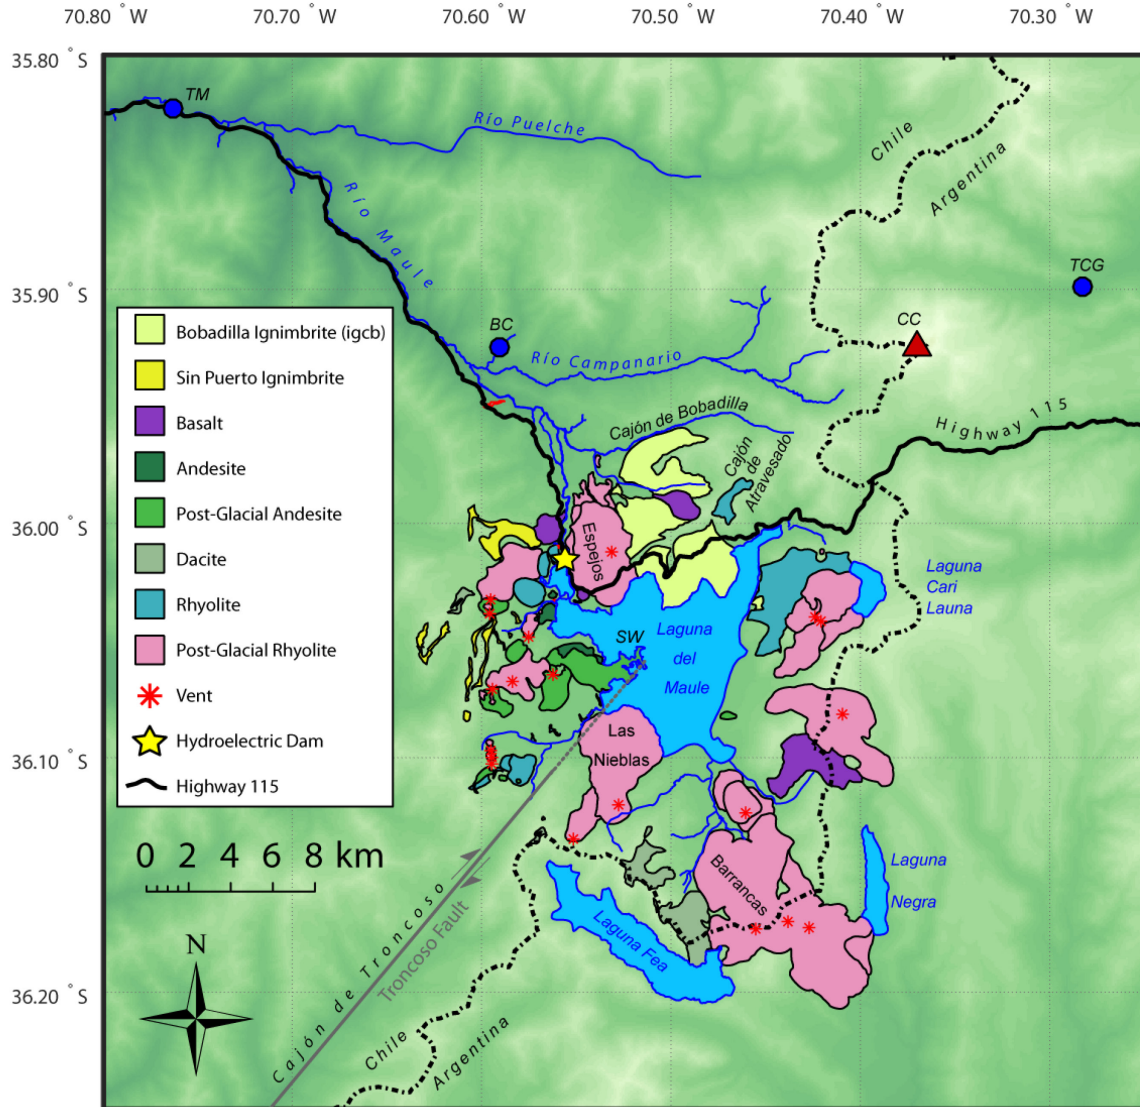 70.80 ° W
70.70 ° W
70.60 ° W
70.50 ° W
70.40 ° W
70.30 ° W
35.80 ° S
35.90 ° S
36.00 ° S
36.10 ° S
36.20 ° S
TM
Río Puelche
Río Maule
Chile
Argentina
TCG
CC
BC
Río Campanario
Highway 115
Cajón de Bobadilla
Cajón
de
Atravesado
Bobadilla Ignimbrite (igcb)
Sin Puerto Ignimbrite
Basalt
Andesite
Post-Glacial Andesite
Dacite
Rhyolite
Post-Glacial Rhyolite
Vent
Hydroelectric Dam
Highway 115
Espejos
Laguna
Cari
Launa
SW
Laguna
del
Maule
Las
Nieblas
0 2 4 6 8 km
Barrancas
Laguna
Negra
Laguna Fea
Cajón de Troncoso
Troncoso Fault
N
Chile
Argentina